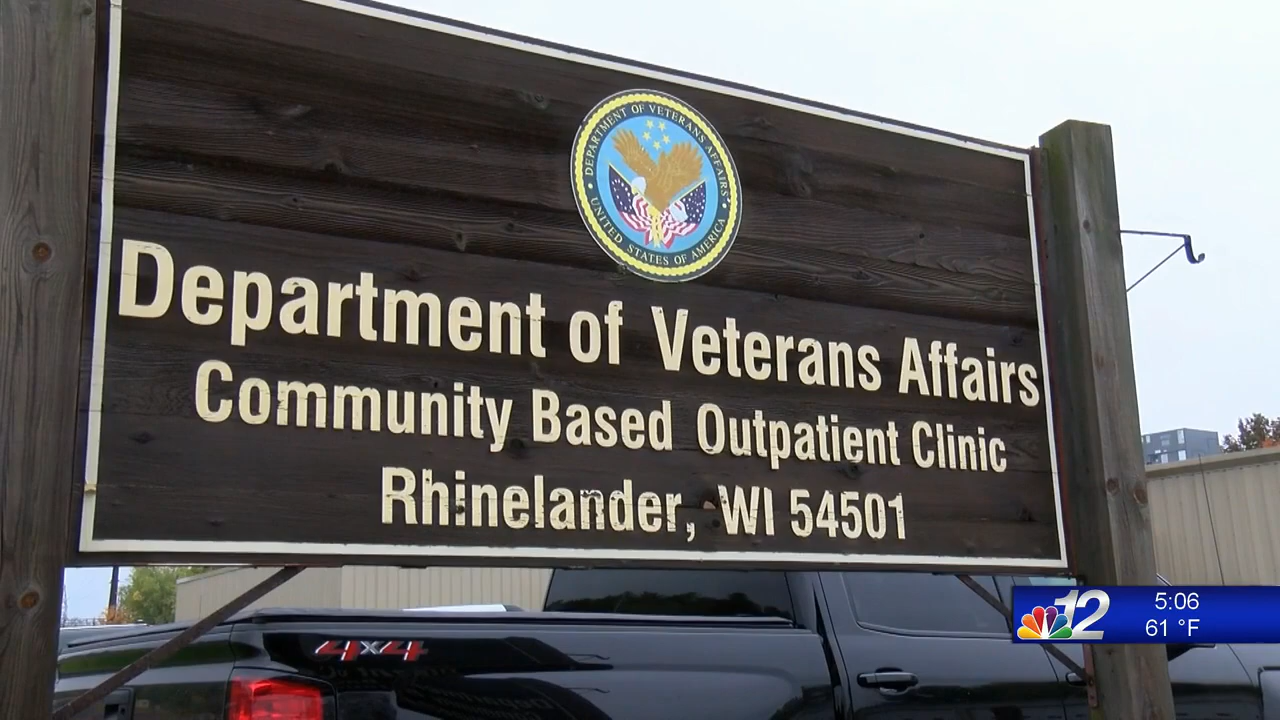 DEPARTMENT OF VETERANS AFFAIRS
UNITED STATES OF AMERICA
Department of Veterans Affairs
Community Based Outpatient Clinic
Rhinelander, WI 54501
4x4
12
5:06
61 °F